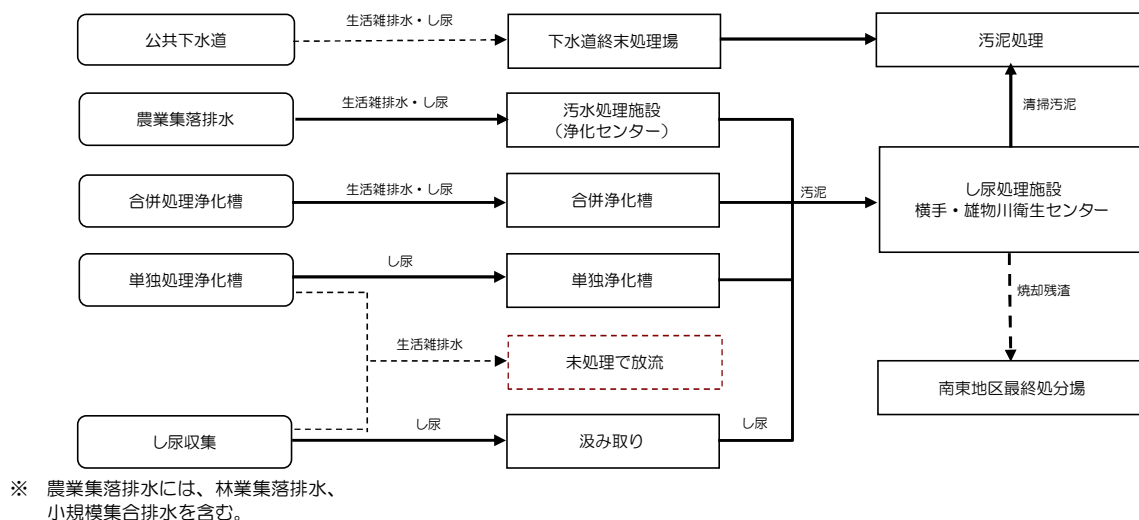 公共下水道
生活雑排水・し尿
下水道終末処理場
汚泥処理
農業集落排水
生活雑排水・し尿
汚水処理施設
（浄化センター）
清掃汚泥
合併処理浄化槽
生活雑排水・し尿
合併浄化槽
汚泥
し尿処理施設
横手・雄物川衛生センター
単独処理浄化槽
し尿
単独浄化槽
焼却残渣
生活雑排水
未処理で放流
南東地区最終処分場
し尿収集
し尿
汲み取り
し尿
※　農業集落排水には、林業集落排水、
小規模集合排水を含む。